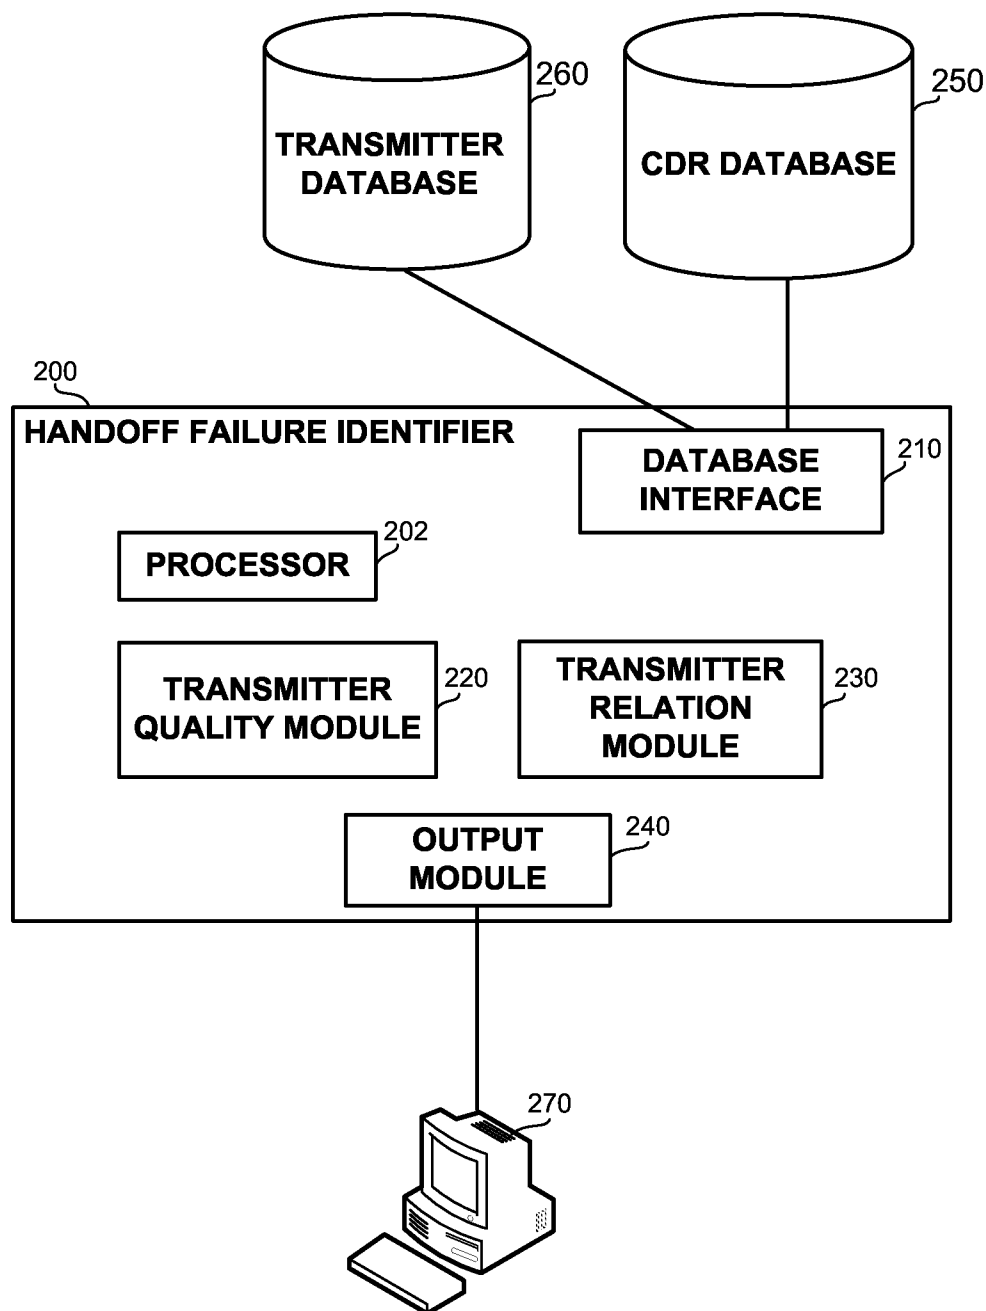 260
250
TRANSMITTER
DATABASE
CDR DATABASE
200
HANDOFF FAILURE IDENTIFIER
DATABASE
INTERFACE
210
PROCESSOR
202
TRANSMITTER
QUALITY MODULE
220
TRANSMITTER
RELATION
MODULE
230
OUTPUT
MODULE
240
270